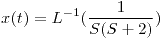 x(t) = L^{-1}(\frac{1}{S(S+2)})